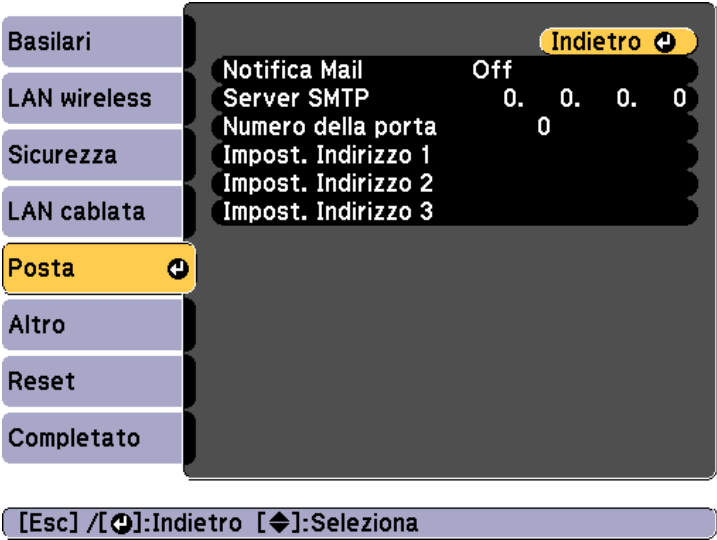 Basilari
LAN wireless
Sicurezza
LAN cablata
Posta
Altro
Reset
Completato
Indietro
Notifica Mail Off
Server SMTP 0. 0. 0. 0
Numero della porta 0
Impost. Indirizzo 1
Impost. Indirizzo 2
Impost. Indirizzo 3
[Esc] /[⏎]:Indietro [◆]:Seleziona